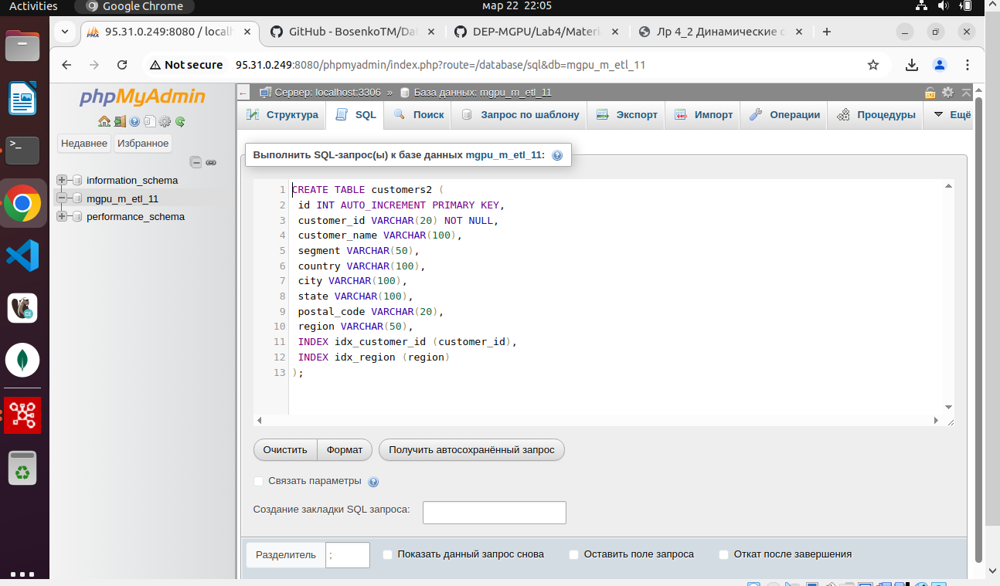 Activities
Google Chrome
мар 22 22:05
95.31.0.249:8080 / localh
GitHub - BosenkoTM/Dat
DEP-MGPU/Lab4/Materi
Лр 4_2 Динамические с
Not secure
95.31.0.249:8080/phpmyadmin/index.php?route=/database/sql&db=mgpu_m_etl_11
phpMyAdmin
Недавнее
Избранное
information_schema
mgpu_m_etl_11
performance_schema
Сервер: localhost:3306 » База данных: mgpu_m_etl_11
Структура
SQL
Поиск
Запрос по шаблону
Экспорт
Импорт
Операции
Процедуры
Ещё
Выполнить SQL-запрос(ы) к базе данных mgpu_m_etl_11:
1 CREATE TABLE customers2 (
2 id INT AUTO_INCREMENT PRIMARY KEY,
3 customer_id VARCHAR(20) NOT NULL,
4 customer_name VARCHAR(100),
5 segment VARCHAR(50),
6 country VARCHAR(100),
7 city VARCHAR(100),
8 state VARCHAR(100),
9 postal_code VARCHAR(20),
10 region VARCHAR(50),
11 INDEX idx_customer_id (customer_id),
12 INDEX idx_region (region)
13 );
Очистить
Формат
Получить автосохранённый запрос
Связать параметры
Создание закладки SQL запроса:
Разделитель ;
Показать данный запрос снова
Оставить поле запроса
Откат после завершения